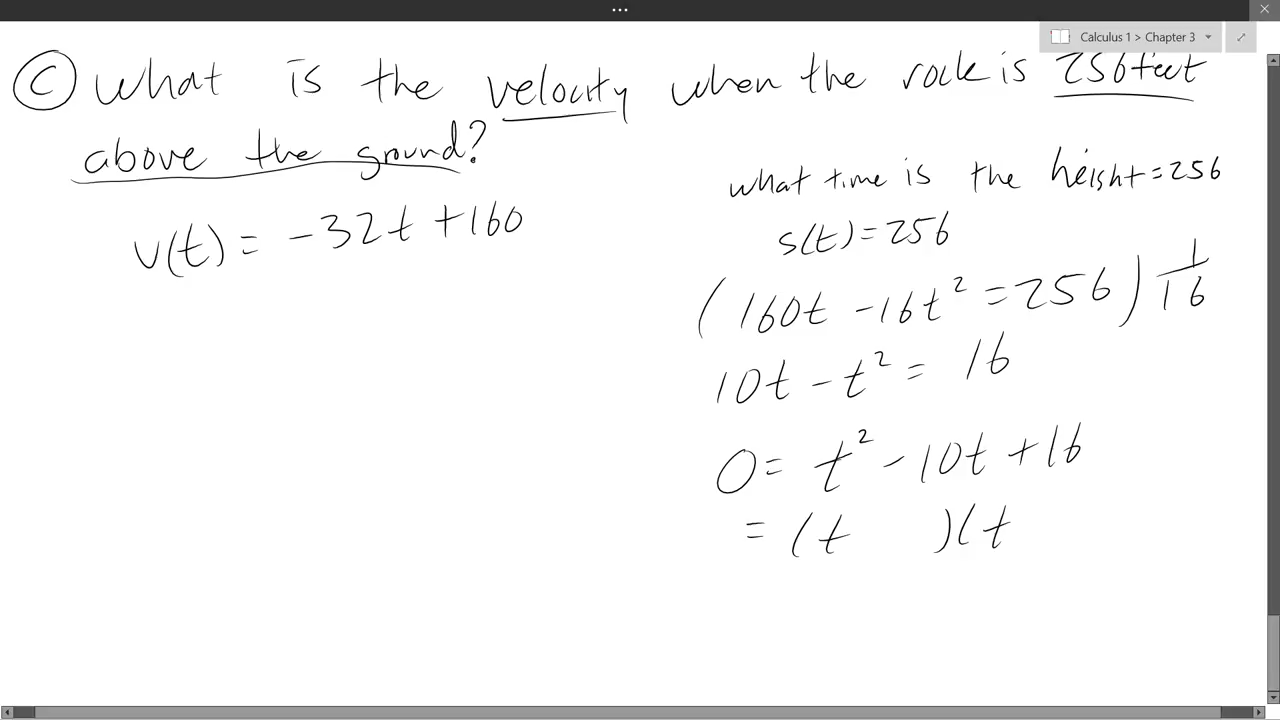 Calculus 1 > Chapter 3
Ⓒ What is the velocity when the rock is 256 feet
above the ground?
what time is the height = 256
v(t) = -32t + 160
s(t) = 256
(160t - 16t² = 256) 1/16
10t - t² = 16
0 = t² - 10t + 16
= (t )(t